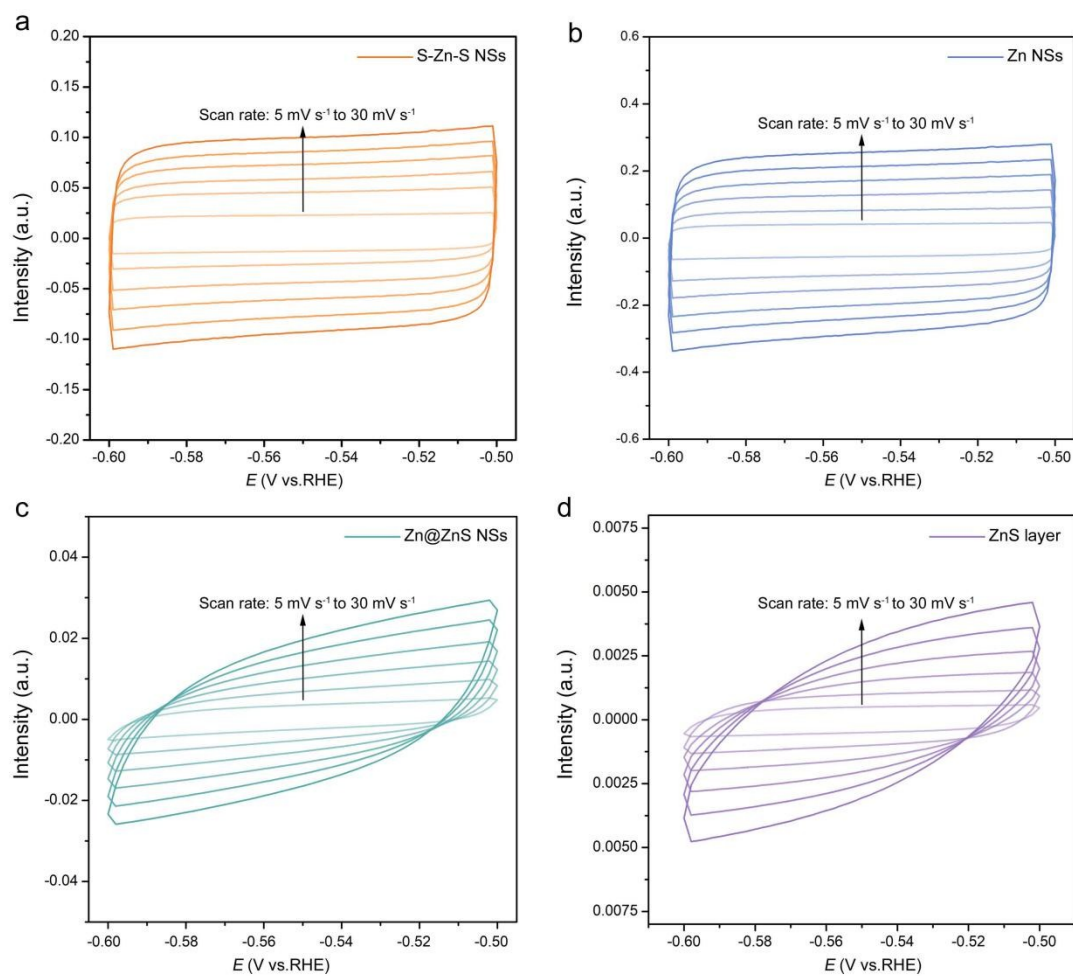 a
0.20
0.15
0.10
0.05
0.00
-0.05
-0.10
-0.15
-0.20
Intensity (a.u.)
S-Zn-S NSs
Scan rate: 5 mV s⁻¹ to 30 mV s⁻¹
-0.60 -0.58 -0.56 -0.54 -0.52 -0.50
E (V vs.RHE)
b
0.6
0.4
0.2
0.0
-0.2
-0.4
-0.6
Intensity (a.u.)
Zn NSs
Scan rate: 5 mV s⁻¹ to 30 mV s⁻¹
-0.60 -0.58 -0.56 -0.54 -0.52 -0.50
E (V vs.RHE)
c
0.04
0.02
0.00
-0.02
-0.04
Intensity (a.u.)
Zn@ZnS NSs
Scan rate: 5 mV s⁻¹ to 30 mV s⁻¹
-0.60 -0.58 -0.56 -0.54 -0.52 -0.50
E (V vs.RHE)
d
0.0075
0.0050
0.0025
0.0000
0.0025
0.0050
0.0075
Intensity (a.u.)
ZnS layer
Scan rate: 5 mV s⁻¹ to 30 mV s⁻¹
-0.60 -0.58 -0.56 -0.54 -0.52 -0.50
E (V vs.RHE)